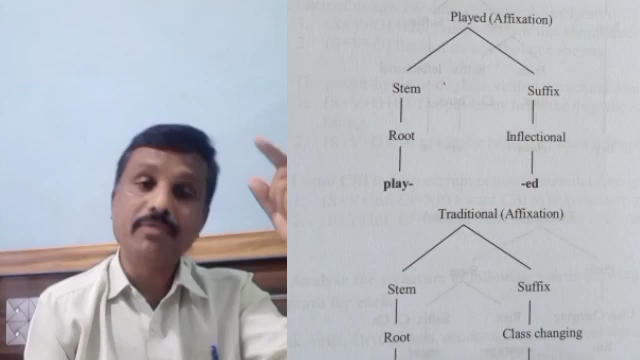 Played (Affixation)
Stem Suffix
Root Inflectional
play- -ed
Traditional (Affixation)
Stem Suffix
Root Class changing